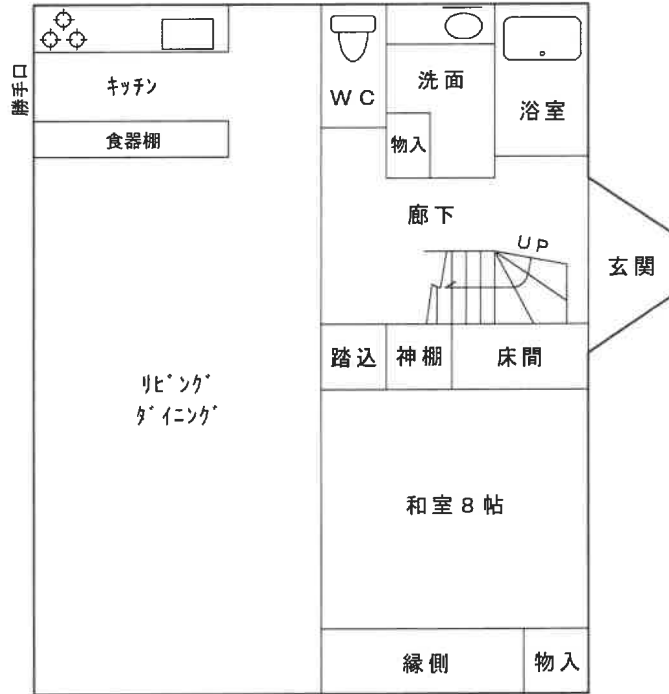 勝手口
キッチン
食器棚
WC
洗面
浴室
物入
廊下
UP
玄関
踏込
神棚
床間
リビング
ダイニング
和室8帖
縁側
物入